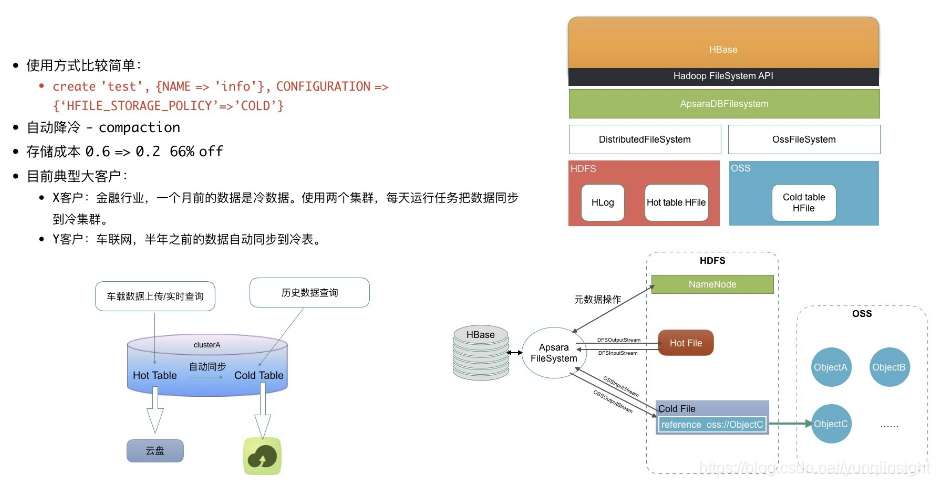 使用方式比较简单：
create 'test', {NAME => 'info'}, CONFIGURATION =>
{‘HFILE_STORAGE_POLICY’=>’COLD’}
自动降冷 - compaction
存储成本 0.6 => 0.2 66% off
目前典型大客户：
X客户：金融行业，一个月前的数据是冷数据。使用两个集群，每天运行任务把数据同步
到冷集群。
Y客户：车联网，半年之前的数据自动同步到冷表。
车载数据上传/实时查询
历史数据查询
clusterA
自动同步
Hot Table
Cold Table
云盘
HBase
Hadoop FileSystem API
ApsaraDBFilesystem
DistributedFileSystem
OssFileSystem
HDFS
OSS
HLog
Hot table HFile
Cold table
HFile
HDFS
NameNode
元数据操作
OSS
HBase
Apsara
FileSystem
DFSOutputStream
DFSInputStream
Hot File
OSSInputStream
OSSOutputStream
Cold File
reference oss://ObjectC
ObjectA
ObjectB
ObjectC
……
https://blog.csdn.net/yunqiinsight